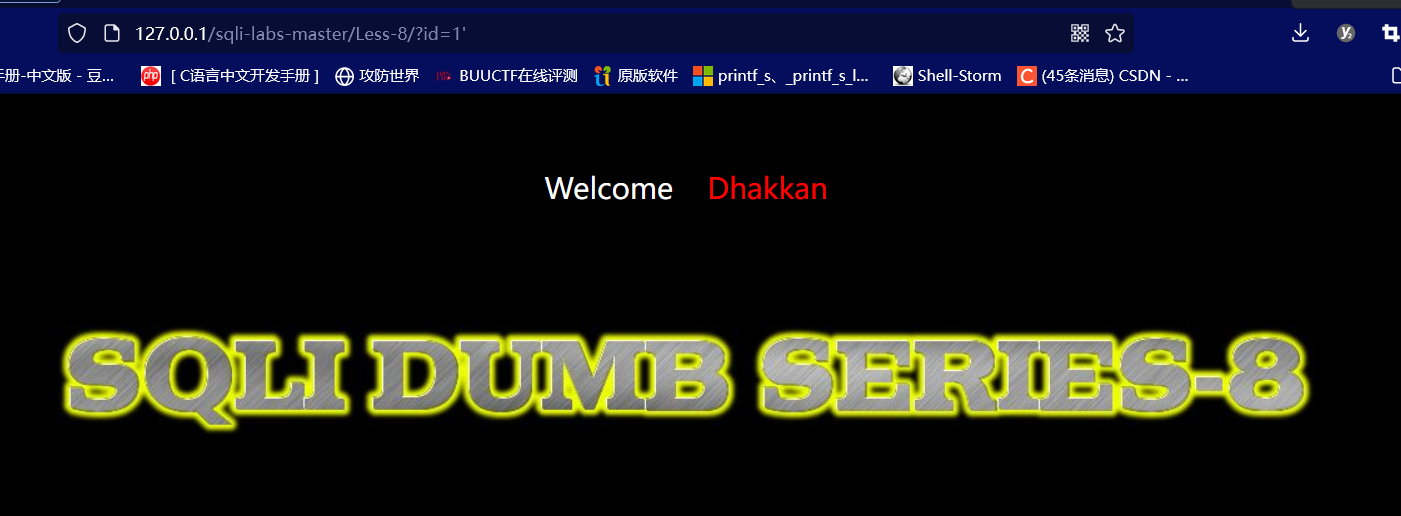 127.0.0.1/sqli-labs-master/Less-8/?id=1'
手册-中文版 - 豆... php [ C语言中文开发手册 ] 攻防世界 BUUCTF在线评测 原版软件 printf_s、_printf_s_l... Shell-Storm C (45条消息) CSDN - ...
Welcome Dhakkan
SQLI DUMB SERIES-8